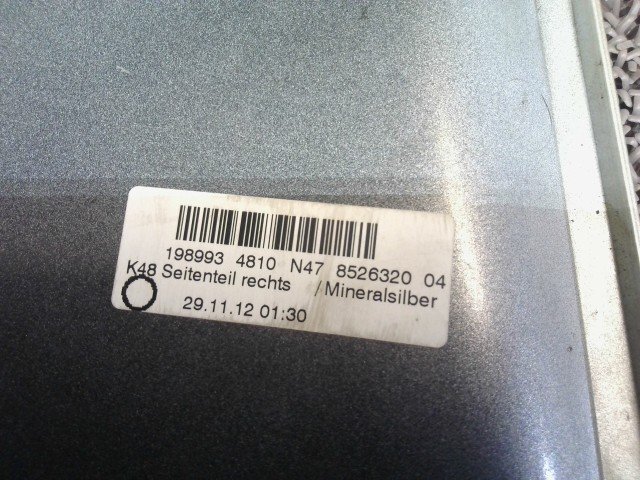 198993 4810 N47 8526320 04
K48 Seitenteil rechts / Mineralsilber
29.11.12 01:30